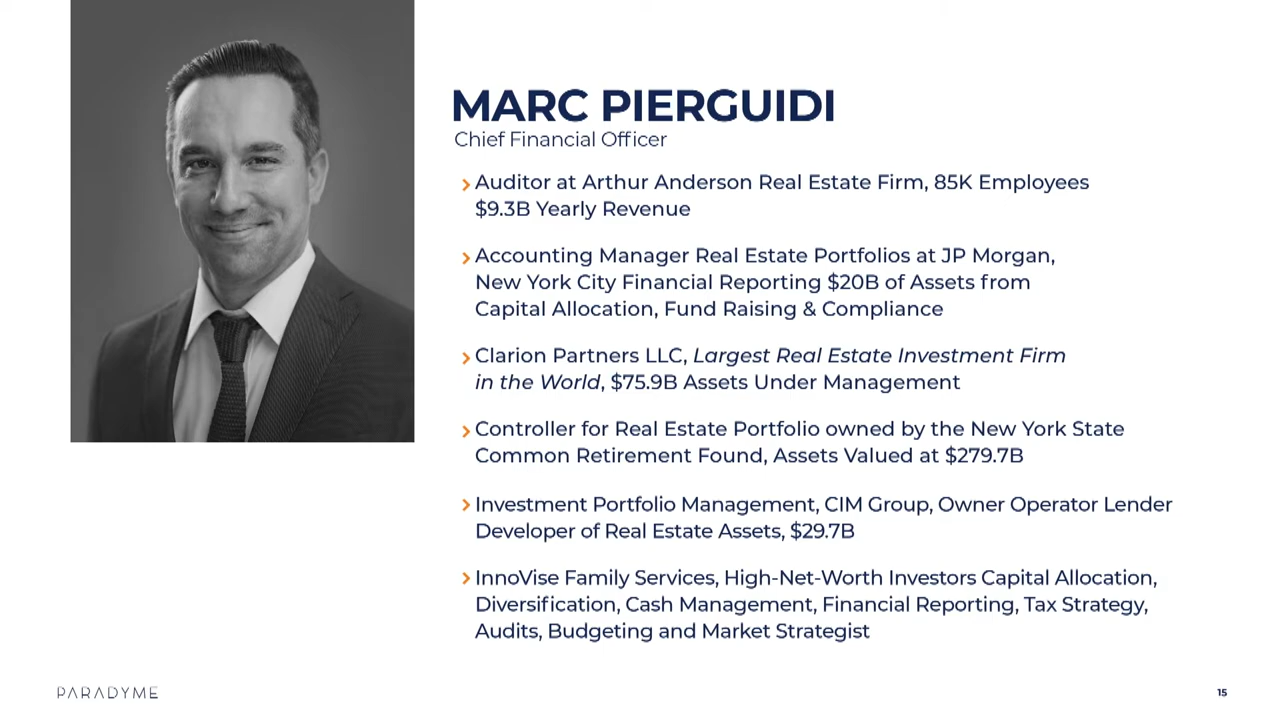 MARC PIERGUIDI
Chief Financial Officer
Auditor at Arthur Anderson Real Estate Firm, 85K Employees
$9.3B Yearly Revenue
Accounting Manager Real Estate Portfolios at JP Morgan,
New York City Financial Reporting $20B of Assets from
Capital Allocation, Fund Raising & Compliance
Clarion Partners LLC, Largest Real Estate Investment Firm
in the World, $75.9B Assets Under Management
Controller for Real Estate Portfolio owned by the New York State
Common Retirement Found, Assets Valued at $279.7B
Investment Portfolio Management, CIM Group, Owner Operator Lender
Developer of Real Estate Assets, $29.7B
InnoVise Family Services, High-Net-Worth Investors Capital Allocation,
Diversification, Cash Management, Financial Reporting, Tax Strategy,
Audits, Budgeting and Market Strategist
PARADYME
15